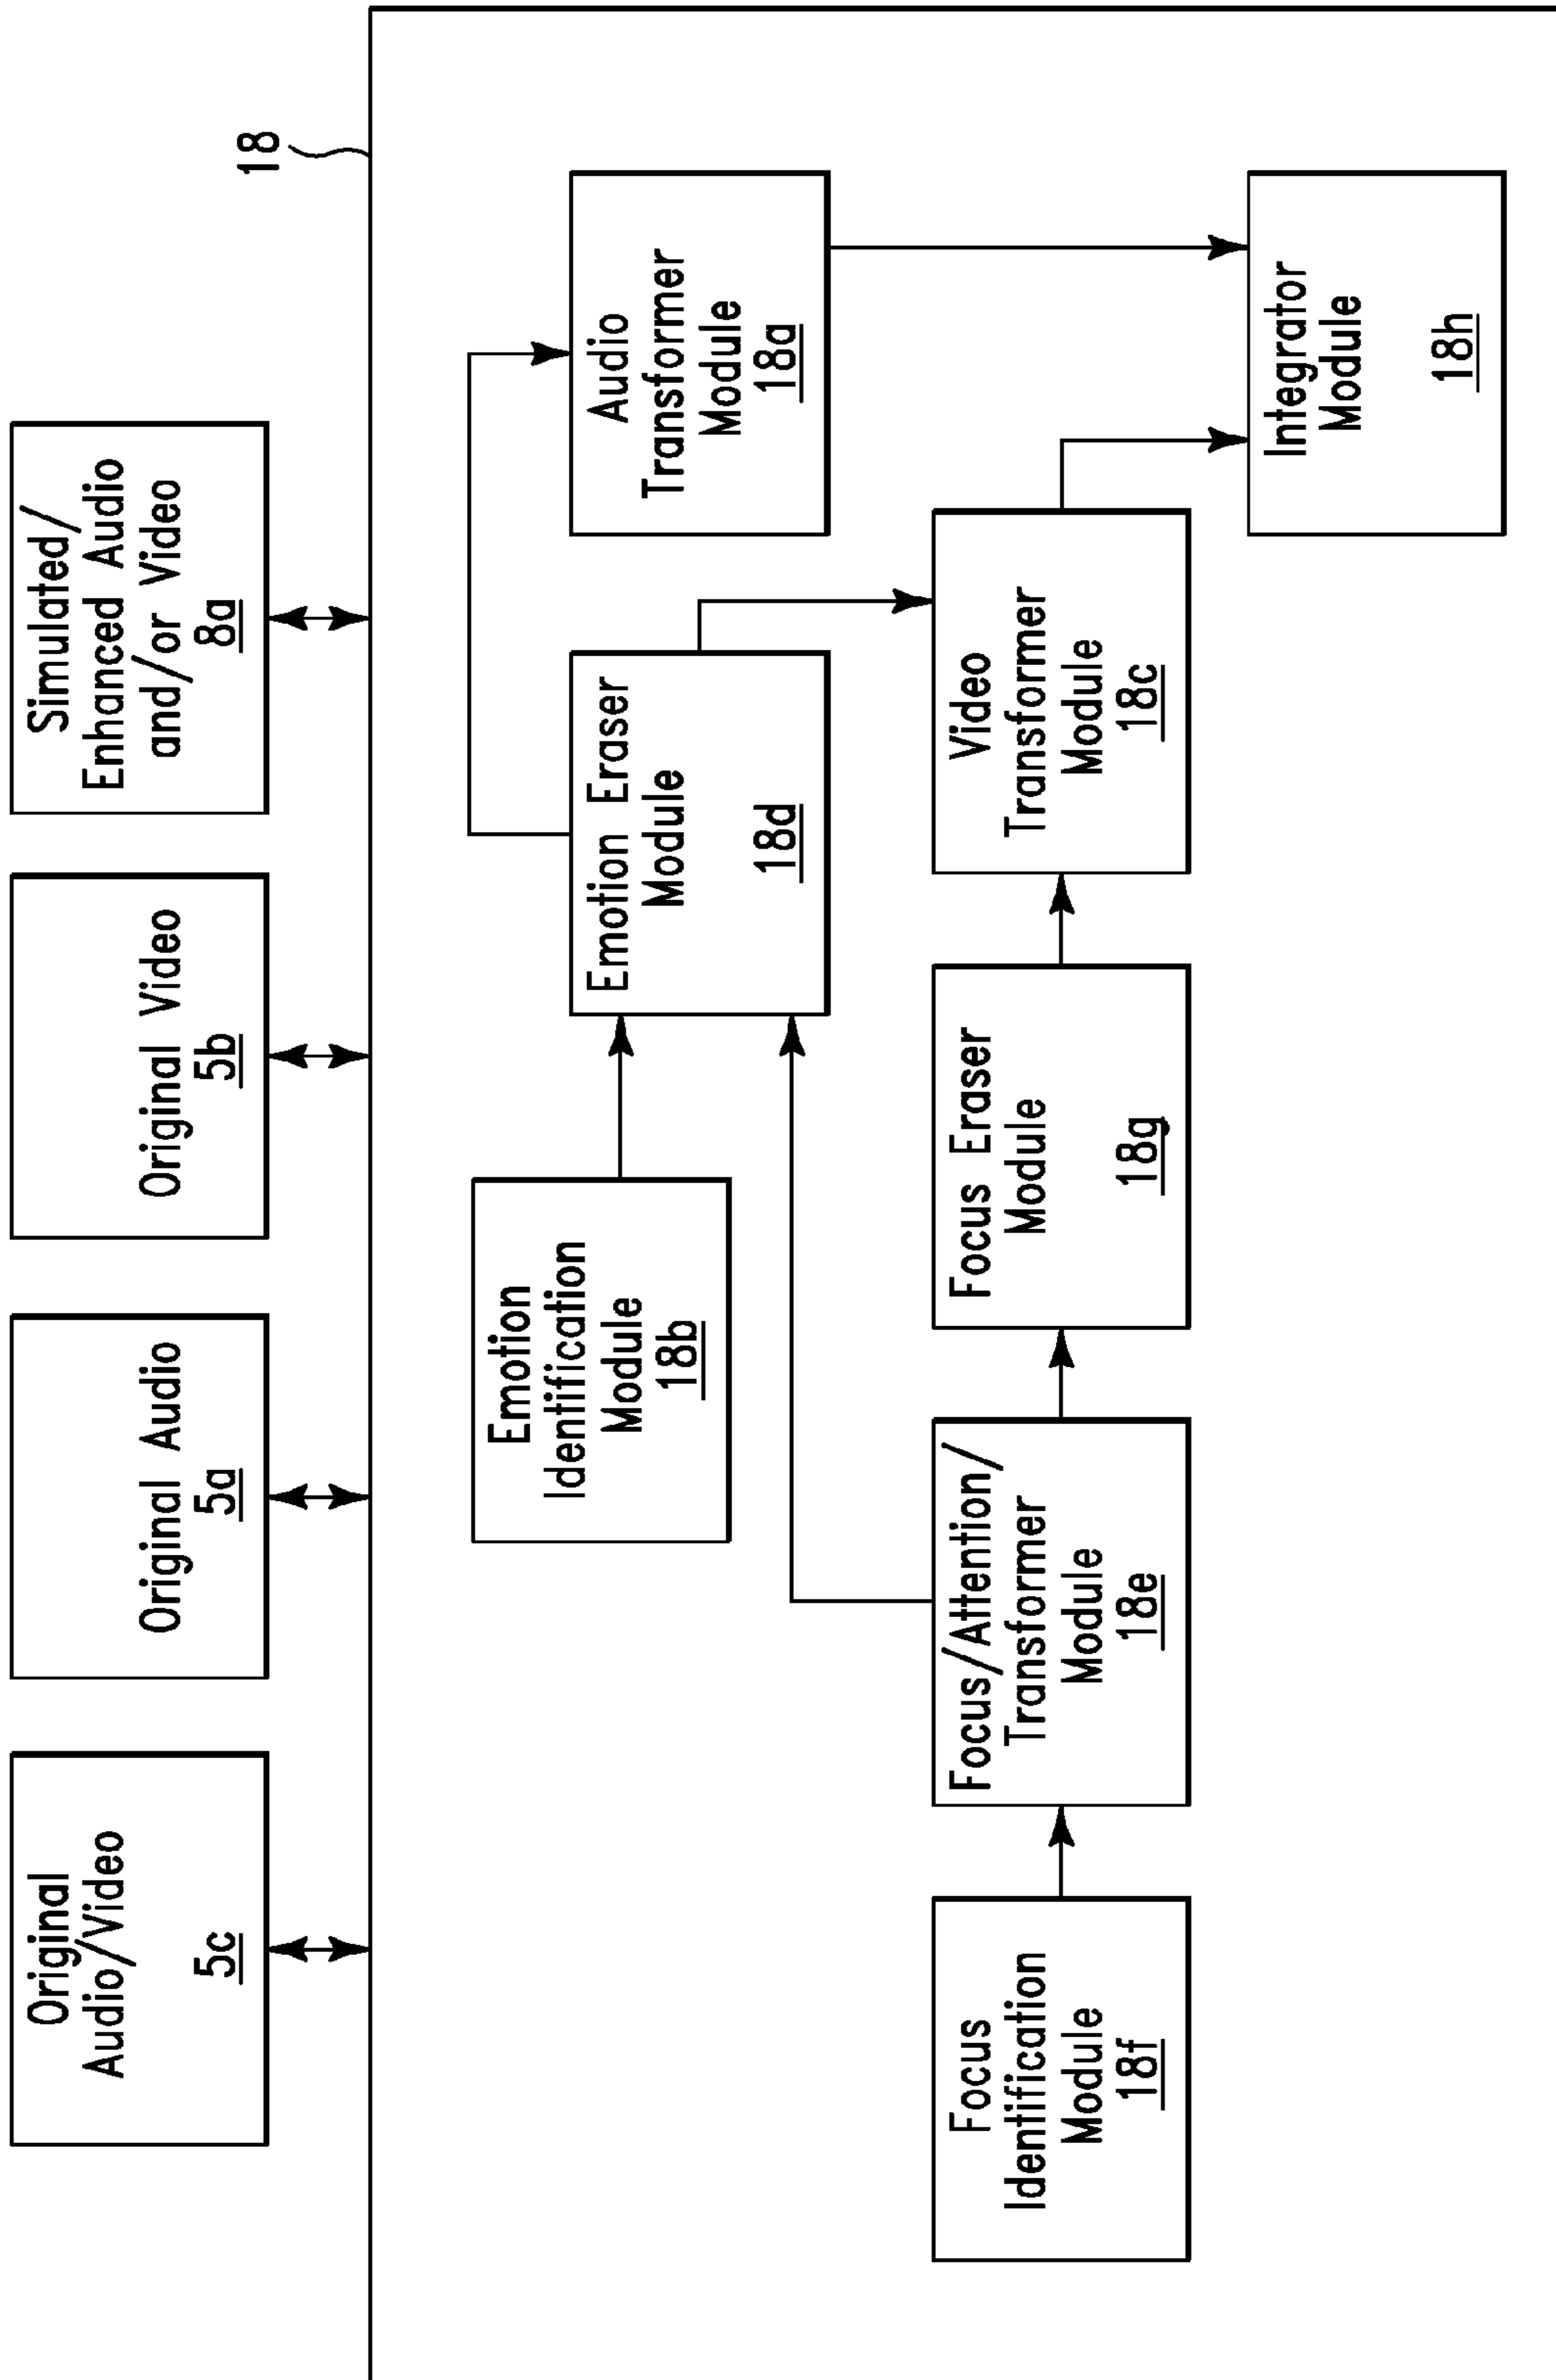 Original
Audio/Video
5c
Original Audio
5a
Original Video
5b
Simulated/
Enhanced Audio
and/or Video
8a
18
Emotion
Identification
Module
18b
Emotion Eraser
Module
18d
Audio
Transformer
Module
18a
Focus
Identification
Module
18f
Focus/Attention/
Transformer
Module
18e
Focus Eraser
Module
18g
Video
Transformer
Module
18c
Integrator
Module
18h